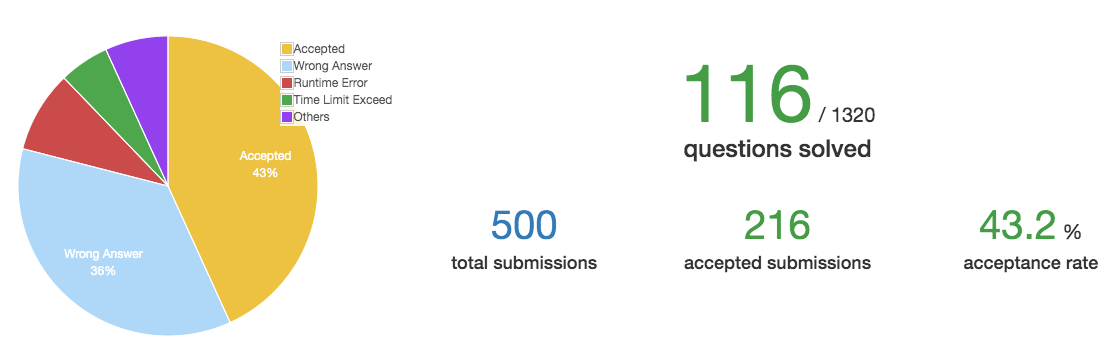 Accepted
Wrong Answer
Runtime Error
Time Limit Exceed
Others
Accepted
43%
Wrong Answer
36%
116 / 1320
questions solved
500
total submissions
216
accepted submissions
43.2 %
acceptance rate